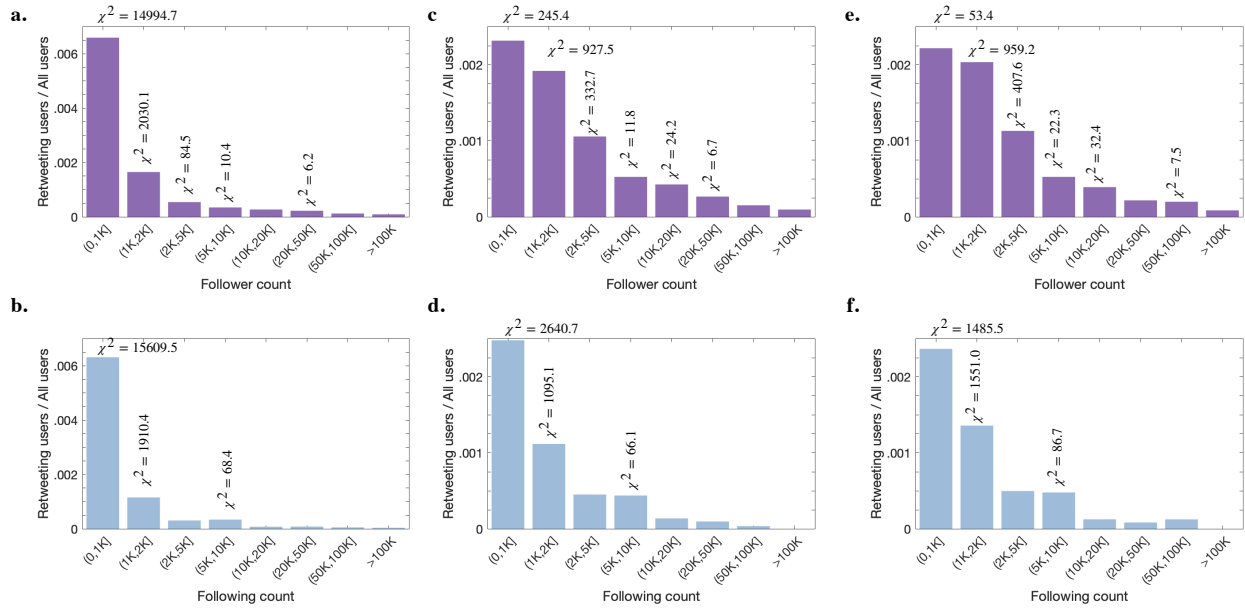 a.
χ² = 14994.7
Retweeting users / All users
.006
.004
.002
0
χ² = 2030.1
χ² = 84.5
χ² = 10.4
χ² = 6.2
(0,1K]
(1K,2K]
(2K,5K]
(5K,10K]
(10K,20K]
(20K,50K]
(50K,100K]
>100K
Follower count
c
χ² = 245.4
Retweeting users / All users
.002
.001
0
χ² = 927.5
χ² = 332.7
χ² = 11.8
χ² = 24.2
χ² = 6.7
(0,1K]
(1K,2K]
(2K,5K]
(5K,10K]
(10K,20K]
(20K,50K]
(50K,100K]
>100K
Follower count
e.
χ² = 53.4
Retweeting users / All users
.002
.001
0
χ² = 959.2
χ² = 407.6
χ² = 22.3
χ² = 32.4
χ² = 7.5
(0,1K]
(1K,2K]
(2K,5K]
(5K,10K]
(10K,20K]
(20K,50K]
(50K,100K]
>100K
Follower count
b.
χ² = 15609.5
Retweeting users / All users
.006
.004
.002
0
χ² = 1910.4
χ² = 68.4
(0,1K]
(1K,2K]
(2K,5K]
(5K,10K]
(10K,20K]
(20K,50K]
(50K,100K]
>100K
Following count
d.
χ² = 2640.7
Retweeting users / All users
.002
.001
0
χ² = 1095.1
χ² = 66.1
(0,1K]
(1K,2K]
(2K,5K]
(5K,10K]
(10K,20K]
(20K,50K]
(50K,100K]
>100K
Following count
f.
χ² = 1485.5
Retweeting users / All users
.002
.001
0
χ² = 1551.0
χ² = 86.7
(0,1K]
(1K,2K]
(2K,5K]
(5K,10K]
(10K,20K]
(20K,50K]
(50K,100K]
>100K
Following count